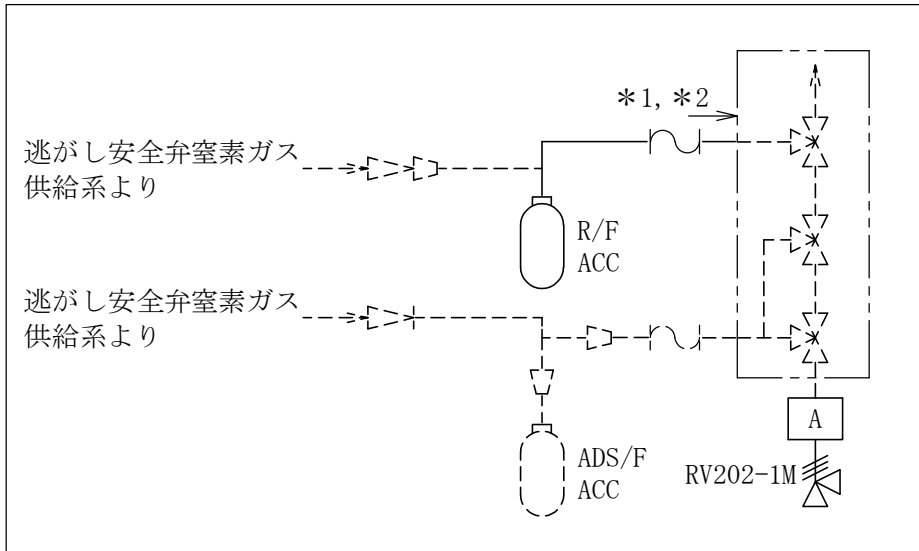 *1, *2
逃がし安全弁窒素ガス
供給系より
R/F
ACC
逃がし安全弁窒素ガス
供給系より
A
ADS/F
ACC
RV202-1M